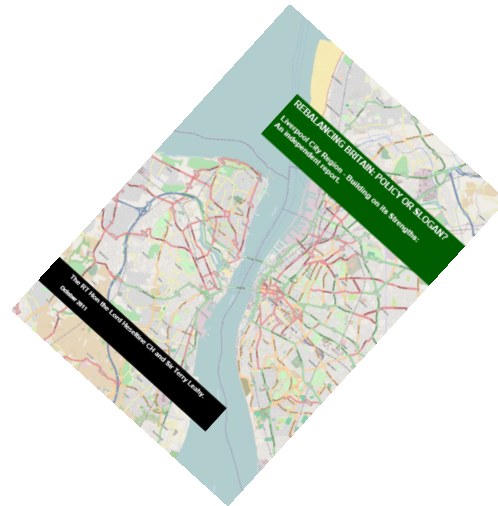 REBALANCING BRITAIN: POLICY OR SLOGAN?
Liverpool City Region - Building on its Strengths:
An independent report.
The RT Hon the Lord Heseltine CH and Sir Terry Leahy.
October 2011